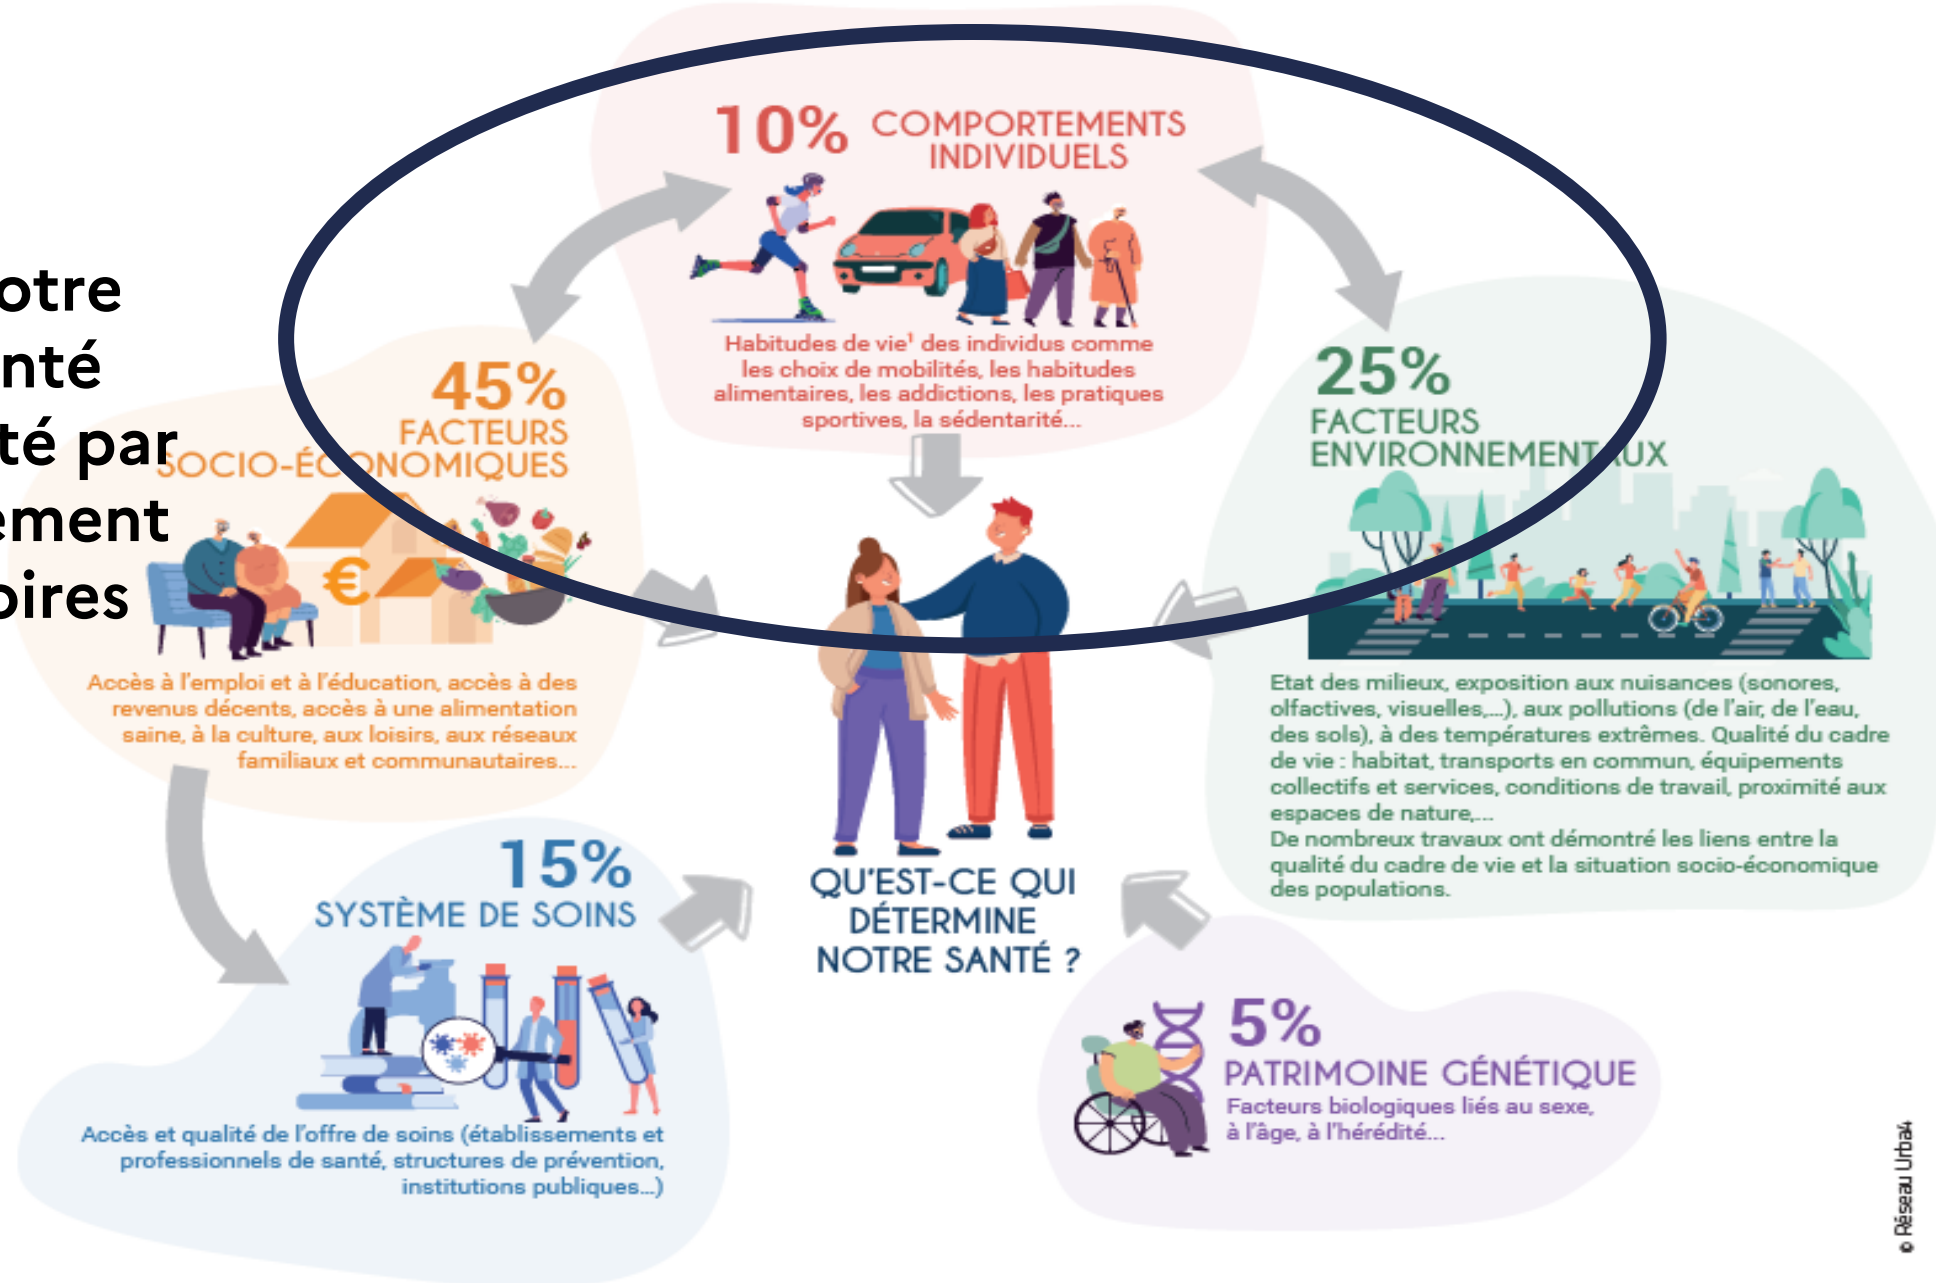 otre
nté
té par
ement
oires
10% COMPORTEMENTS
INDIVIDUELS
Habitudes de vie¹ des individus comme
les choix de mobilités, les habitudes
alimentaires, les addictions, les pratiques
sportives, la sédentarité...
45%
FACTEURS
SOCIO-ÉCONOMIQUES
€
Accès à l'emploi et à l'éducation, accès à des
revenus décents, accès à une alimentation
saine, à la culture, aux loisirs, aux réseaux
familiaux et communautaires...
25%
FACTEURS
ENVIRONNEMENTAUX
Etat des milieux, exposition aux nuisances (sonores,
olfactives, visuelles,...), aux pollutions (de l'air, de l'eau,
des sols), à des températures extrêmes. Qualité du cadre
de vie : habitat, transports en commun, équipements
collectifs et services, conditions de travail, proximité aux
espaces de nature,...
De nombreux travaux ont démontré les liens entre la
qualité du cadre de vie et la situation socio-économique
des populations.
15%
SYSTÈME DE SOINS
Accès et qualité de l'offre de soins (établissements et
professionnels de santé, structures de prévention,
institutions publiques...)
QU'EST-CE QUI
DÉTERMINE
NOTRE SANTÉ ?
5%
PATRIMOINE GÉNÉTIQUE
Facteurs biologiques liés au sexe,
à l'âge, à l'hérédité...
© Réseau Urba4